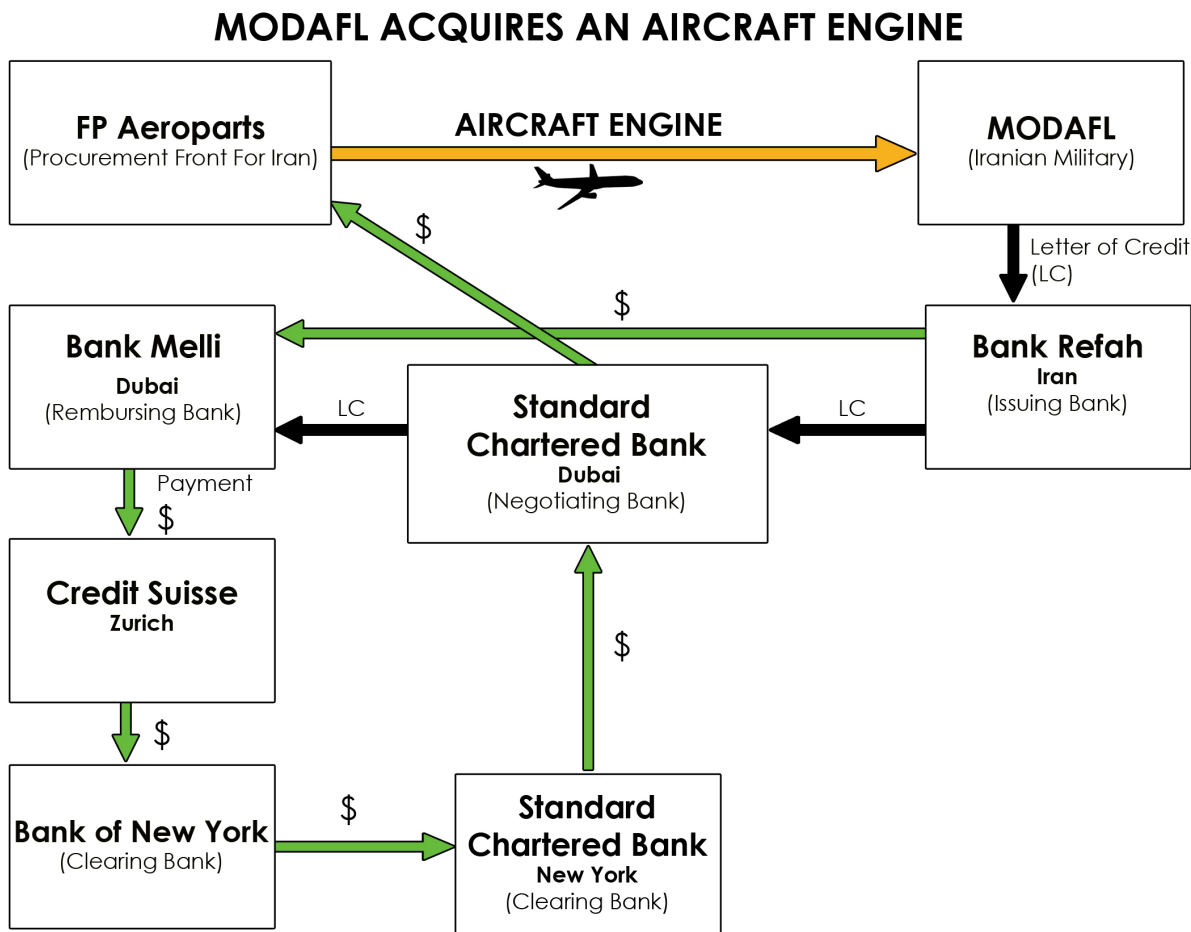 MODAFL ACQUIRES AN AIRCRAFT ENGINE
FP Aeroparts
(Procurement Front For Iran)
AIRCRAFT ENGINE
MODAFL
(Iranian Military)
$
Letter of Credit
(LC)
$
Bank Melli
Dubai
(Rembursing Bank)
Bank Refah
Iran
(Issuing Bank)
LC
Standard
Chartered Bank
Dubai
(Negotiating Bank)
LC
Payment
$
Credit Suisse
Zurich
$
$
Bank of New York
(Clearing Bank)
$
Standard
Chartered Bank
New York
(Clearing Bank)